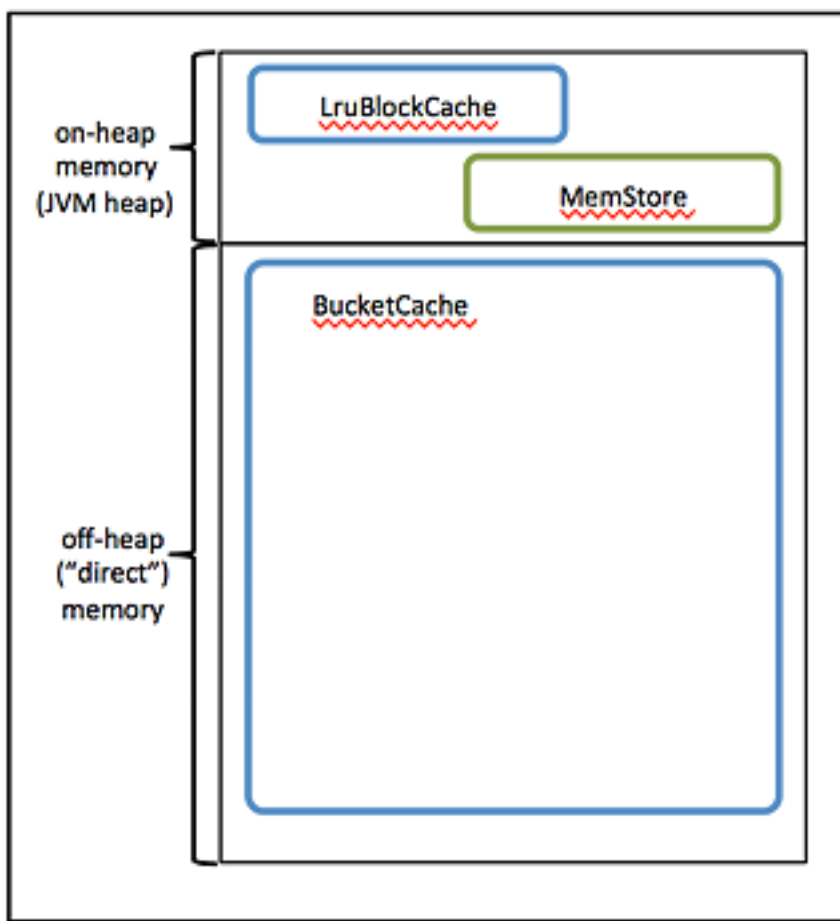 LruBlockCache
on-heap
memory
(JVM heap)
MemStore
BucketCache
off-heap
(“direct”)
memory